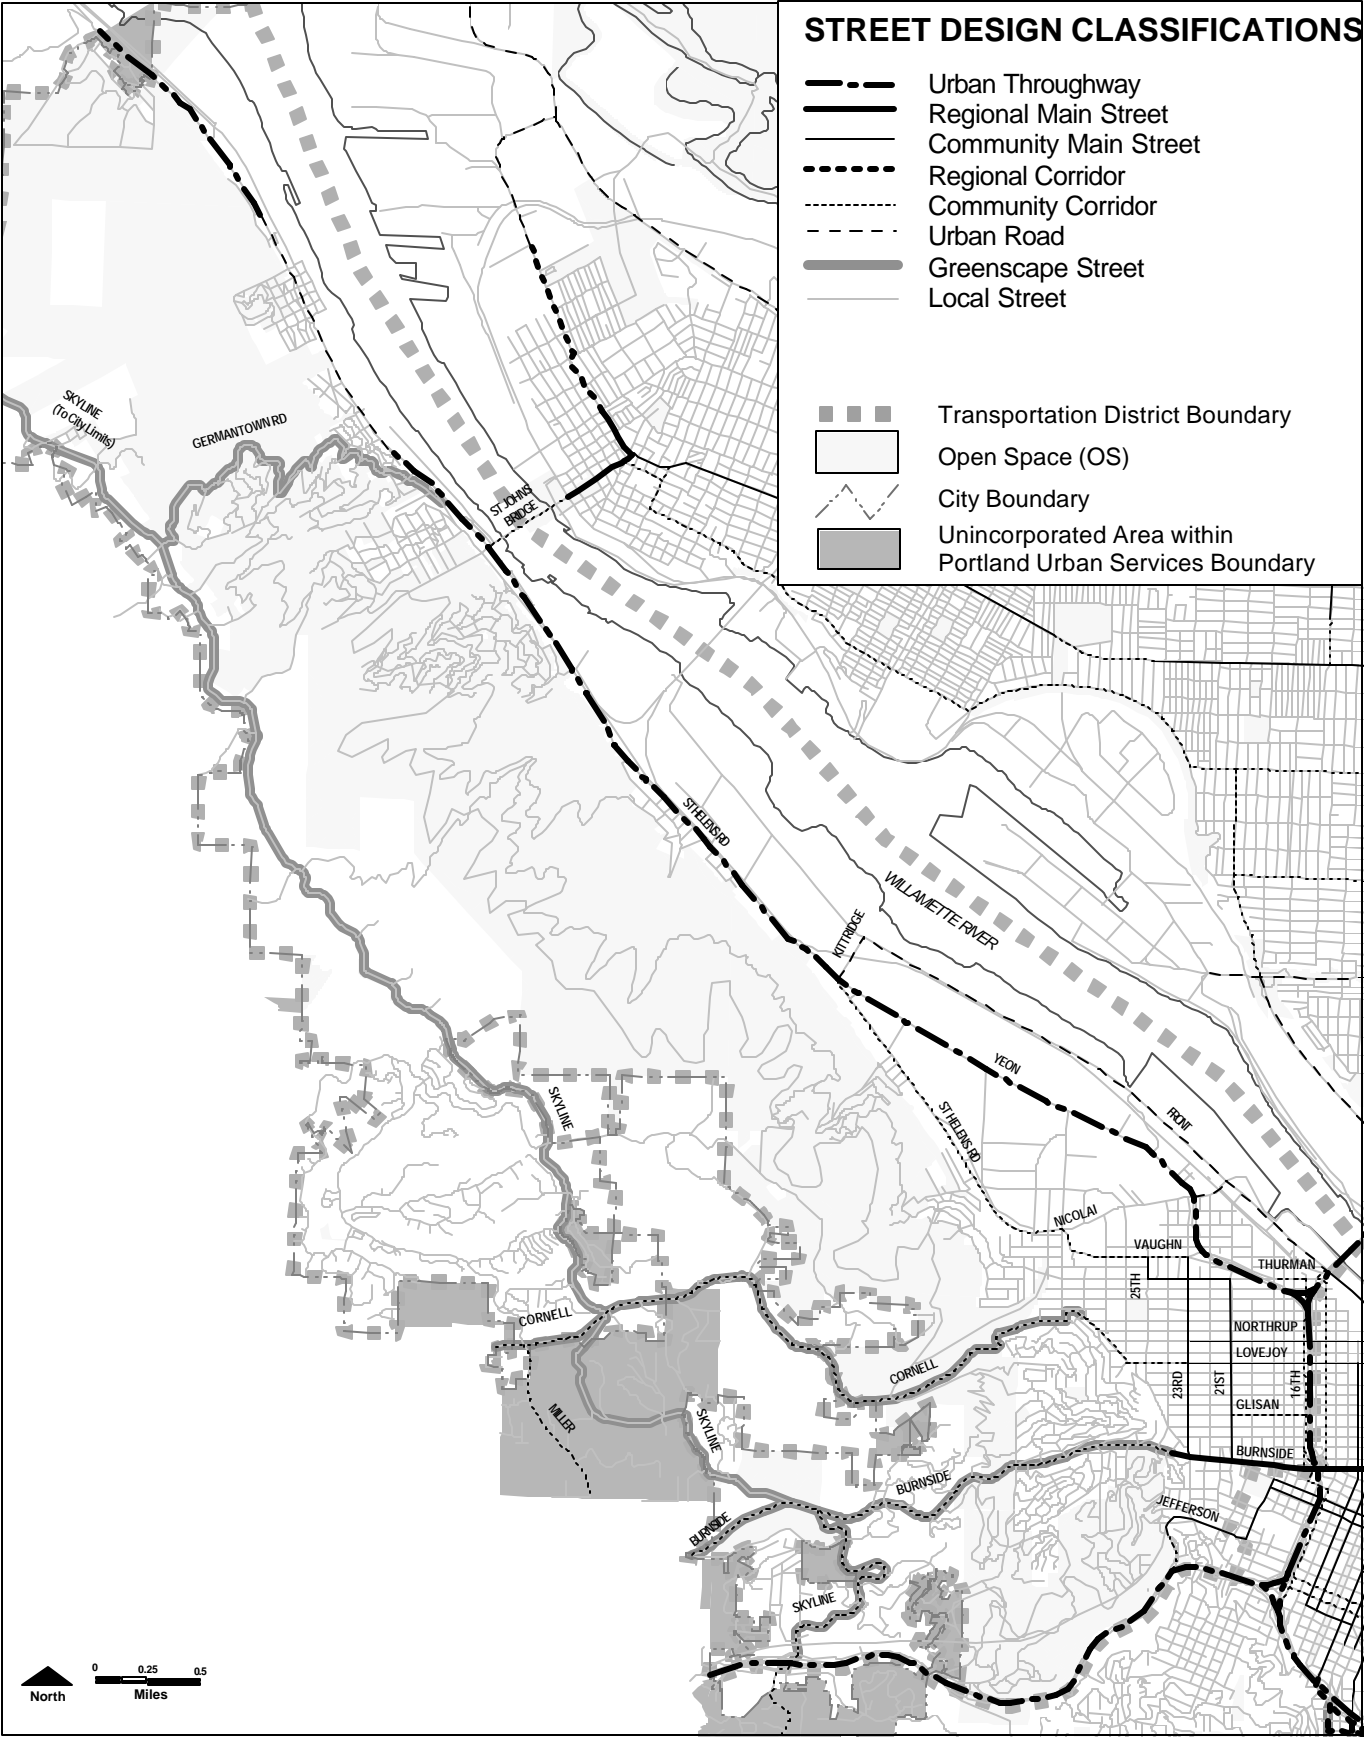 STREET DESIGN CLASSIFICATIONS
Urban Throughway
Regional Main Street
Community Main Street
Regional Corridor
Community Corridor
Urban Road
Greenscape Street
Local Street
Transportation District Boundary
Open Space (OS)
City Boundary
Unincorporated Area within
Portland Urban Services Boundary
SKYLINE
(To City Limits)
GERMANTOWN RD
ST JOHNS
BRIDGE
ST HELENS RD
WILLAMETTE RIVER
KITTRIDGE
YEON
SKYLINE
ST HELENS RD
FRONT
NICOLAI
VAUGHN
THURMAN
25TH
CORNELL
NORTHRUP
LOVEJOY
CORNELL
23RD
21ST
16TH
GLISAN
MILLER
SKYLINE
BURNSIDE
BURNSIDE
JEFFERSON
BURNSIDE
SKYLINE
0 0.25 0.5
Miles
North